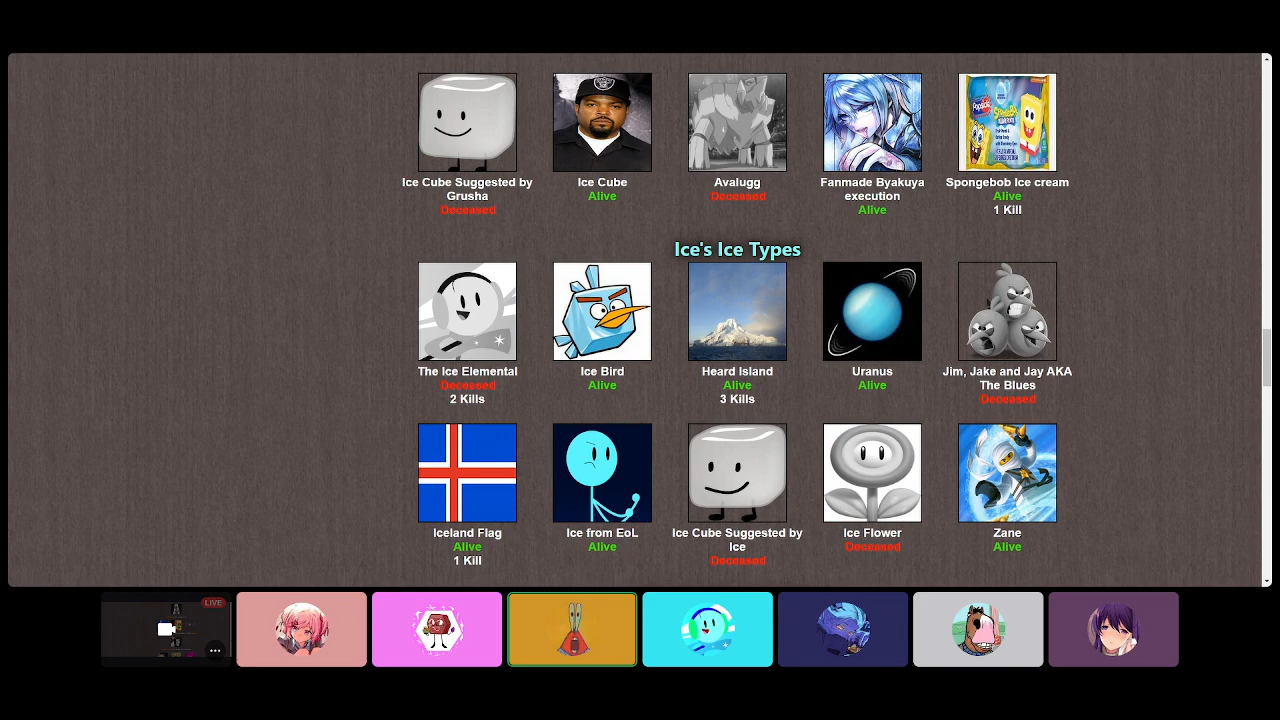 Ice Cube Suggested by
Grusha
Deceased
Ice Cube
Alive
Avalugg
Deceased
Fanmade Byakuya
execution
Alive
Popsicle
Spongebob Ice cream
Alive
1 Kill
Ice's Ice Types
The Ice Elemental
Deceased
2 Kills
Ice Bird
Alive
Heard Island
Alive
3 Kills
Uranus
Alive
Jim, Jake and Jay AKA
The Blues
Deceased
Iceland Flag
Alive
1 Kill
Ice from EoL
Alive
Ice Cube Suggested by
Ice
Deceased
Ice Flower
Deceased
Zane
Alive
LIVE